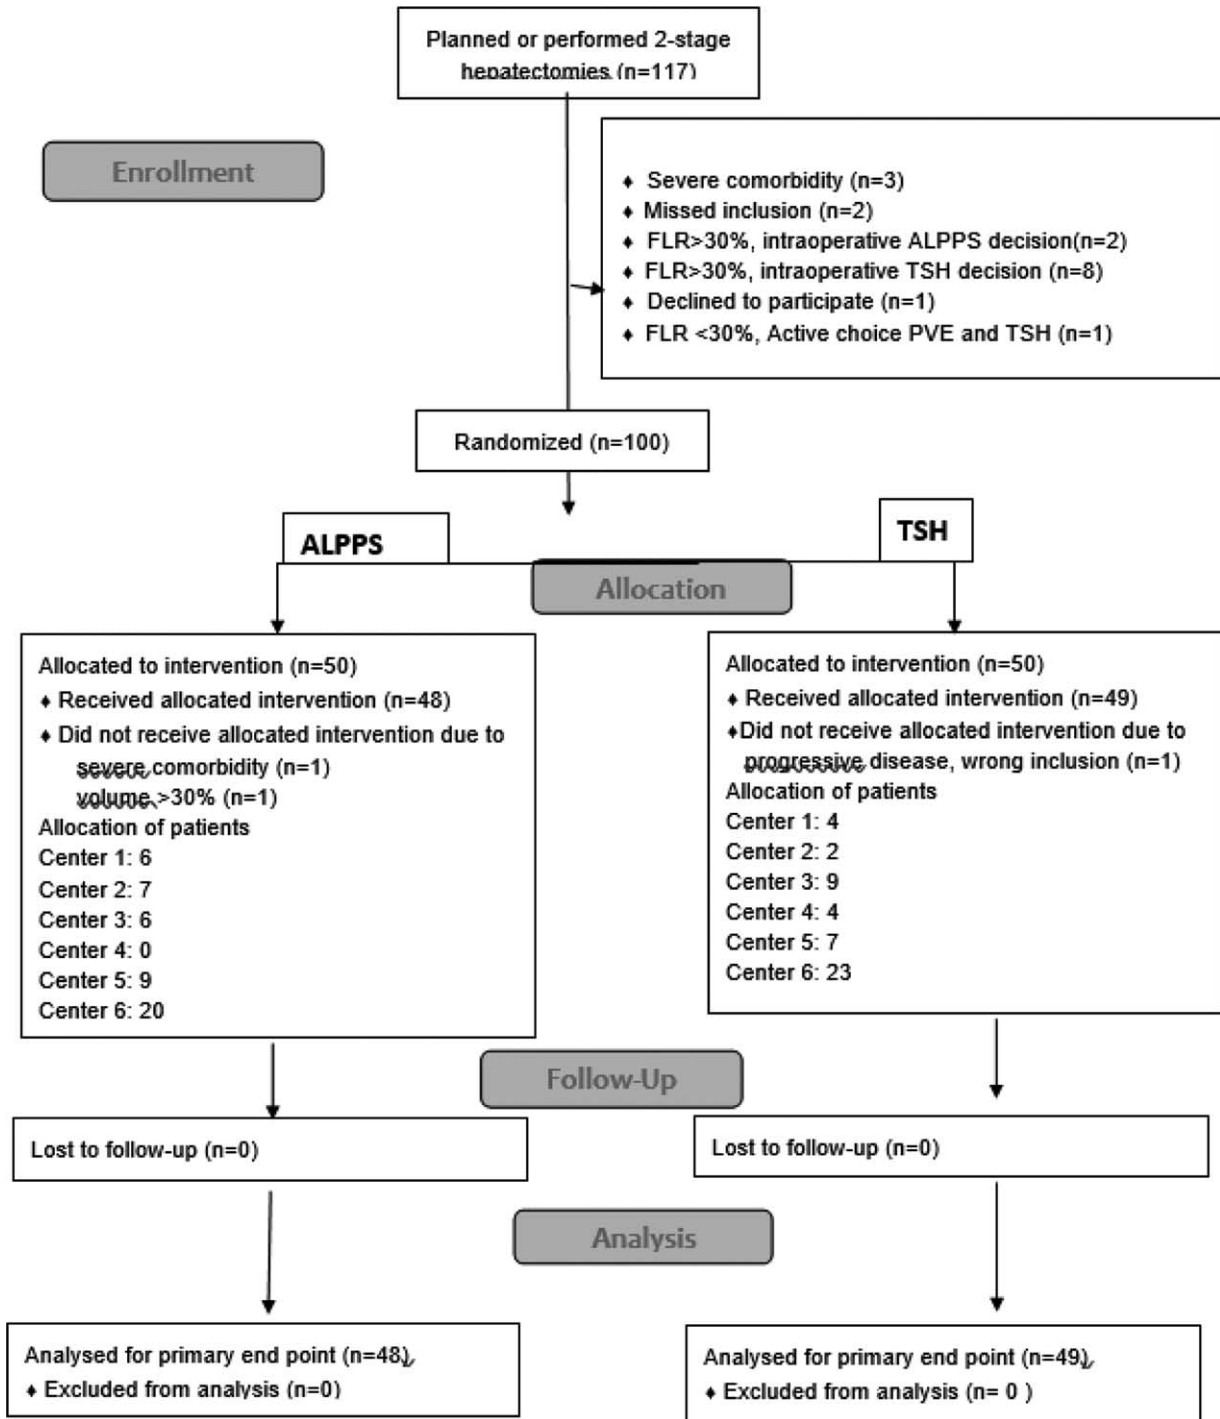 Planned or performed 2-stage
hepatectomies (n=117)
Enrollment
♦ Severe comorbidity (n=3)
♦ Missed inclusion (n=2)
♦ FLR>30%, intraoperative ALPPS decision(n=2)
♦ FLR>30%, intraoperative TSH decision (n=8)
♦ Declined to participate (n=1)
♦ FLR <30%, Active choice PVE and TSH (n=1)
Randomized (n=100)
ALPPS
TSH
Allocation
Allocated to intervention (n=50)
♦ Received allocated intervention (n=48)
♦ Did not receive allocated intervention due to
severe comorbidity (n=1)
volume >30% (n=1)
Allocation of patients
Center 1: 6
Center 2: 7
Center 3: 6
Center 4: 0
Center 5: 9
Center 6: 20
Allocated to intervention (n=50)
♦ Received allocated intervention (n=49)
♦Did not receive allocated intervention due to
progressive disease, wrong inclusion (n=1)
Allocation of patients
Center 1: 4
Center 2: 2
Center 3: 9
Center 4: 4
Center 5: 7
Center 6: 23
Follow-Up
Lost to follow-up (n=0)
Lost to follow-up (n=0)
Analysis
Analysed for primary end point (n=48),
♦ Excluded from analysis (n=0)
Analysed for primary end point (n=49),
♦ Excluded from analysis (n= 0 )